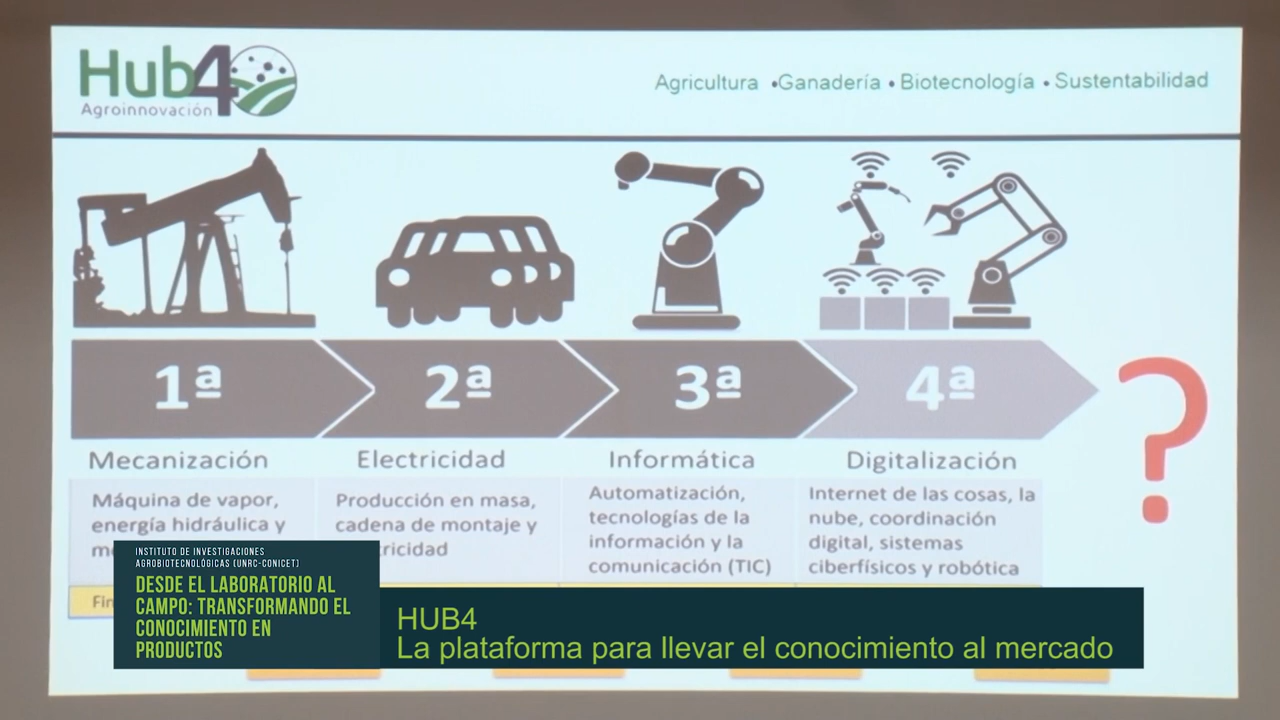 Hub4
Agroinnovación
Agricultura • Ganadería • Biotecnología • Sustentabilidad
1ª
2ª
3ª
4ª
?
Mecanización
Electricidad
Informática
Digitalización
Máquina de vapor,
energía hidráulica y
Producción en masa,
cadena de montaje y
Automatización,
tecnologías de la
información y la
comunicación (TIC)
Internet de las cosas, la
nube, coordinación
digital, sistemas
ciberfísicos y robótica
INSTITUTO DE INVESTIGACIONES
AGROBIOTECNOLÓGICAS (UNRC-CONICET)
DESDE EL LABORATORIO AL
CAMPO: TRANSFORMANDO EL
CONOCIMIENTO EN
PRODUCTOS
HUB4
La plataforma para llevar el conocimiento al mercado